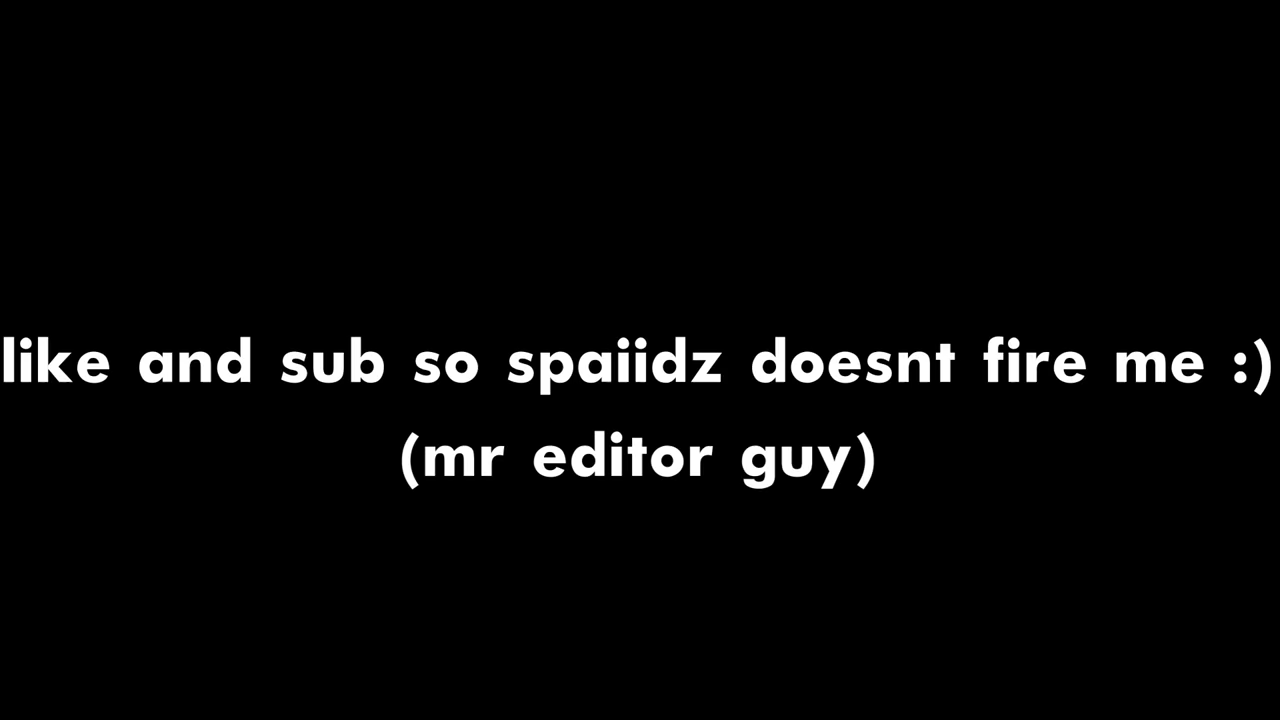 like and sub so spaiidz doesnt fire me :)
(mr editor guy)